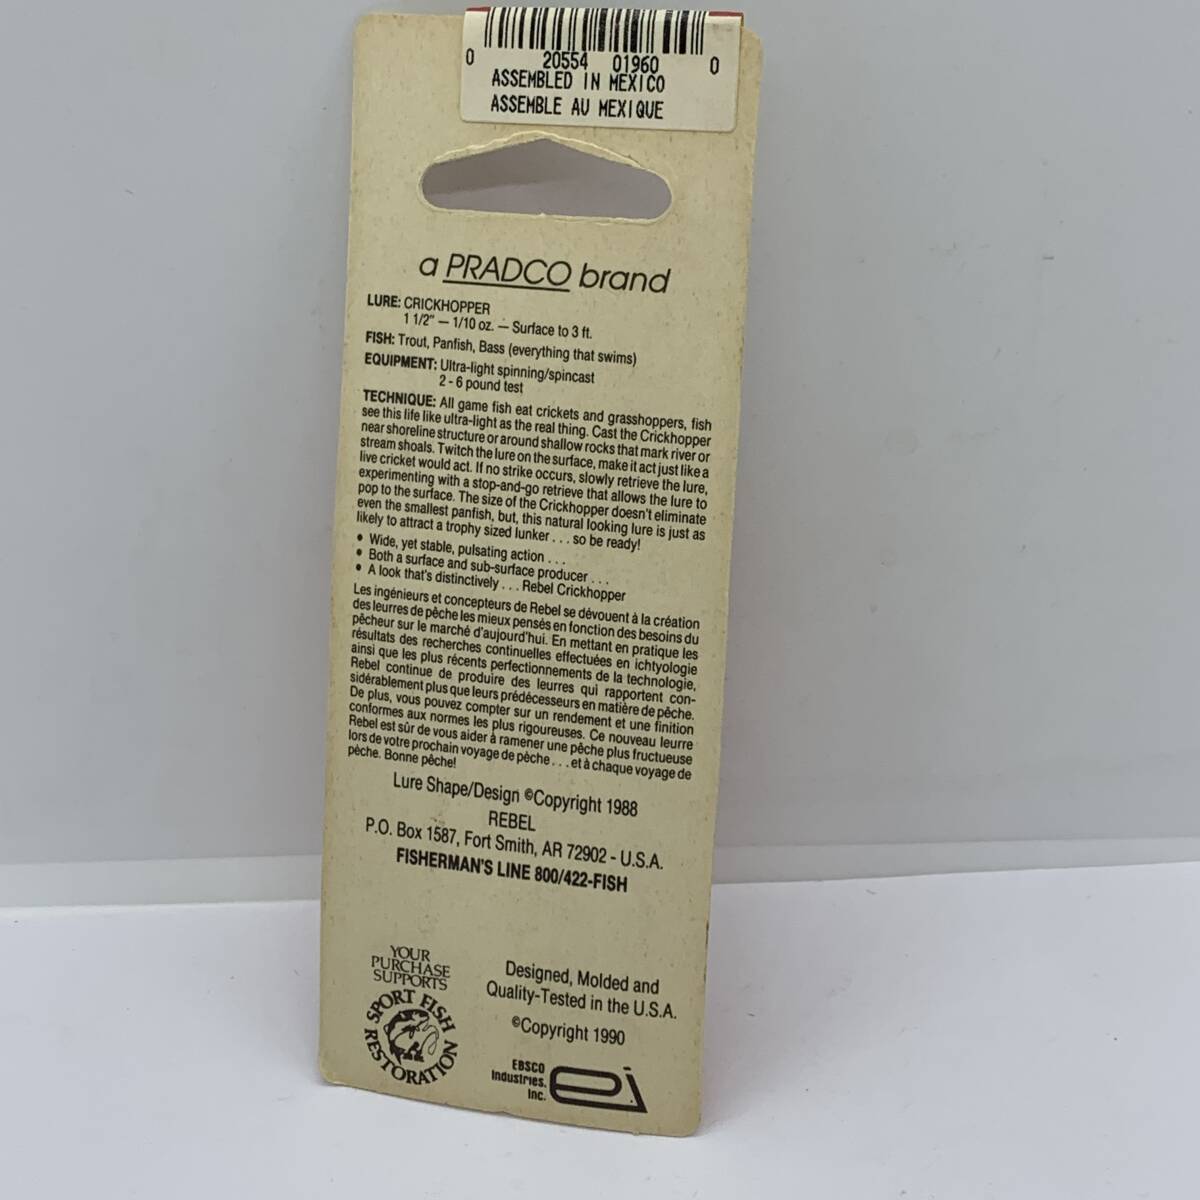 0 20554 01960 0
ASSEMBLED IN MEXICO
ASSEMBLE AU MEXIQUE
a PRADCO brand
LURE: CRICKHOPPER
1 1/2" — 1/10 oz. — Surface to 3 ft.
FISH: Trout, Panfish, Bass (everything that swims)
EQUIPMENT: Ultra-light spinning/spincast
2 - 6 pound test
TECHNIQUE: All game fish eat crickets and grasshoppers, fish
see this life like ultra-light as the real thing. Cast the Crickhopper
near shoreline structure or around shallow rocks that mark river or
stream shoals. Twitch the lure on the surface, make it act just like a
live cricket would act. If no strike occurs, slowly retrieve the lure,
experimenting with a stop-and-go retrieve that allows the lure to
pop to the surface. The size of the Crickhopper doesn't eliminate
even the smallest panfish, but, this natural looking lure is just as
likely to attract a trophy sized lunker . . . so be ready!
• Wide, yet stable, pulsating action . . .
• Both a surface and sub-surface producer . . .
• A look that's distinctively . . . Rebel Crickhopper
Les ingénieurs et concepteurs de Rebel se dévouent à la création
des leurres de pêche les mieux pensés en fonction des besoins du
pêcheur sur le marché d'aujourd'hui. En mettant en pratique les
résultats des recherches continuelles effectuées en ichtyologie
ainsi que les plus récents perfectionnements de la technologie,
Rebel continue de produire des leurres qui rapportent con-
sidérablement plus que leurs prédécesseurs en matière de pêche.
De plus, vous pouvez compter sur un rendement et une finition
conformes aux normes les plus rigoureuses. Ce nouveau leurre
Rebel est sûr de vous aider à ramener une pêche plus fructueuse
lors de votre prochain voyage de pèche . . . et à chaque voyage de
pèche. Bonne pêche!
Lure Shape/Design ©Copyright 1988
REBEL
P.O. Box 1587, Fort Smith, AR 72902 - U.S.A.
FISHERMAN'S LINE 800/422-FISH
YOUR
PURCHASE
SUPPORTS
SPORT FISH
RESTORATION
Designed, Molded and
Quality-Tested in the U.S.A.
©Copyright 1990
EBSCO
Industries,
Inc.
ei